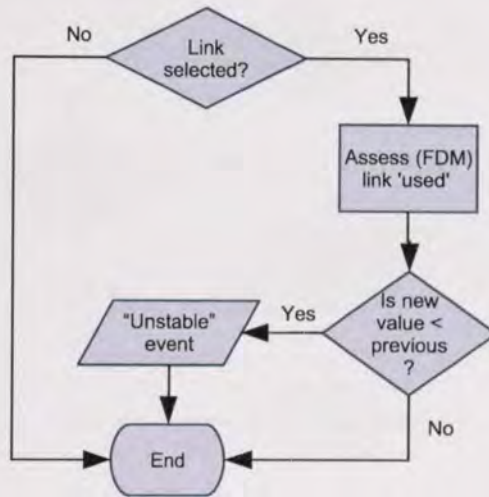 No
Link
selected?
Yes
Assess (FDM)
link 'used'
Is new
value <
previous
?
Yes
"Unstable"
event
No
End